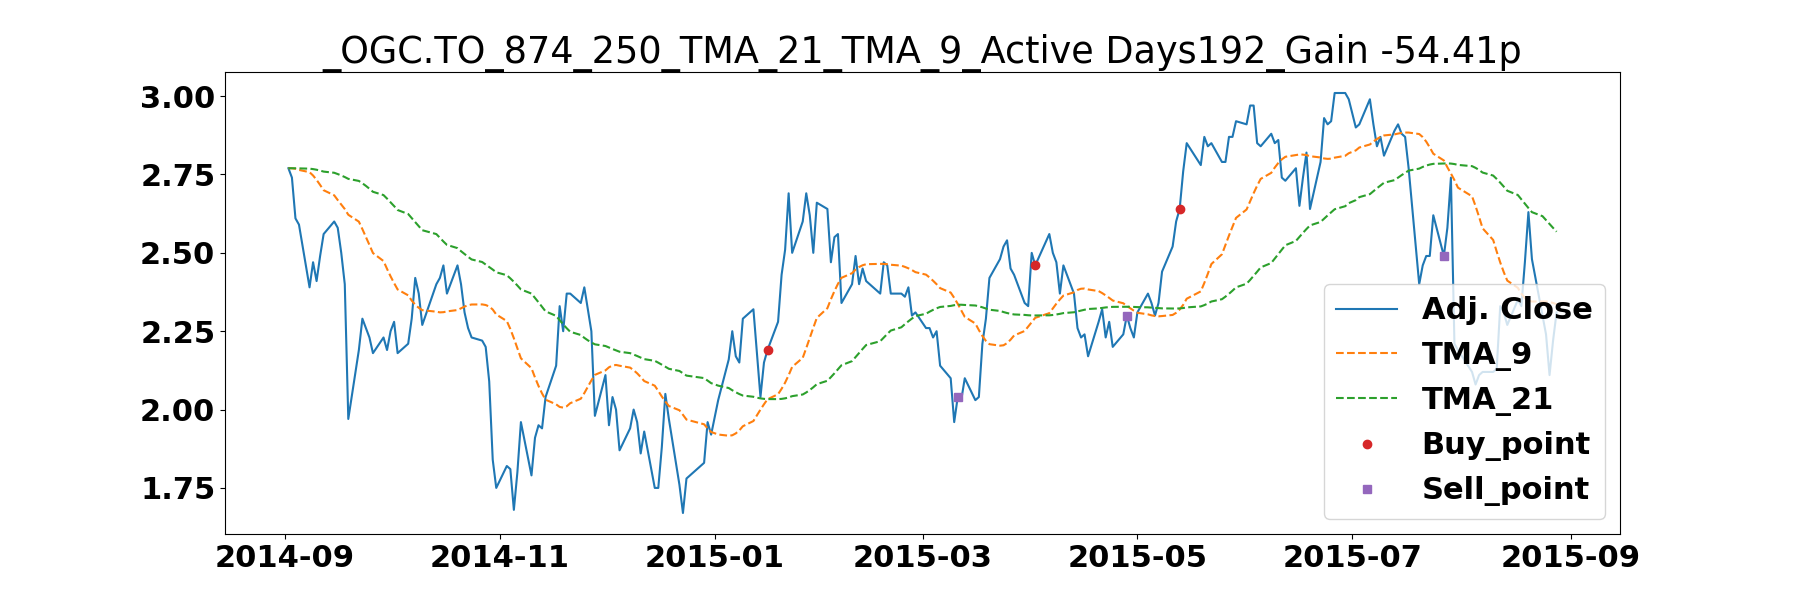 _OGC.TO_874_250_TMA_21_TMA_9_Active Days192_Gain -54.41p
3.00
2.75
2.50
2.25
2.00
1.75
2014-09 2014-11 2015-01 2015-03 2015-05 2015-07 2015-09
Adj. Close
TMA_9
TMA_21
Buy_point
Sell_point